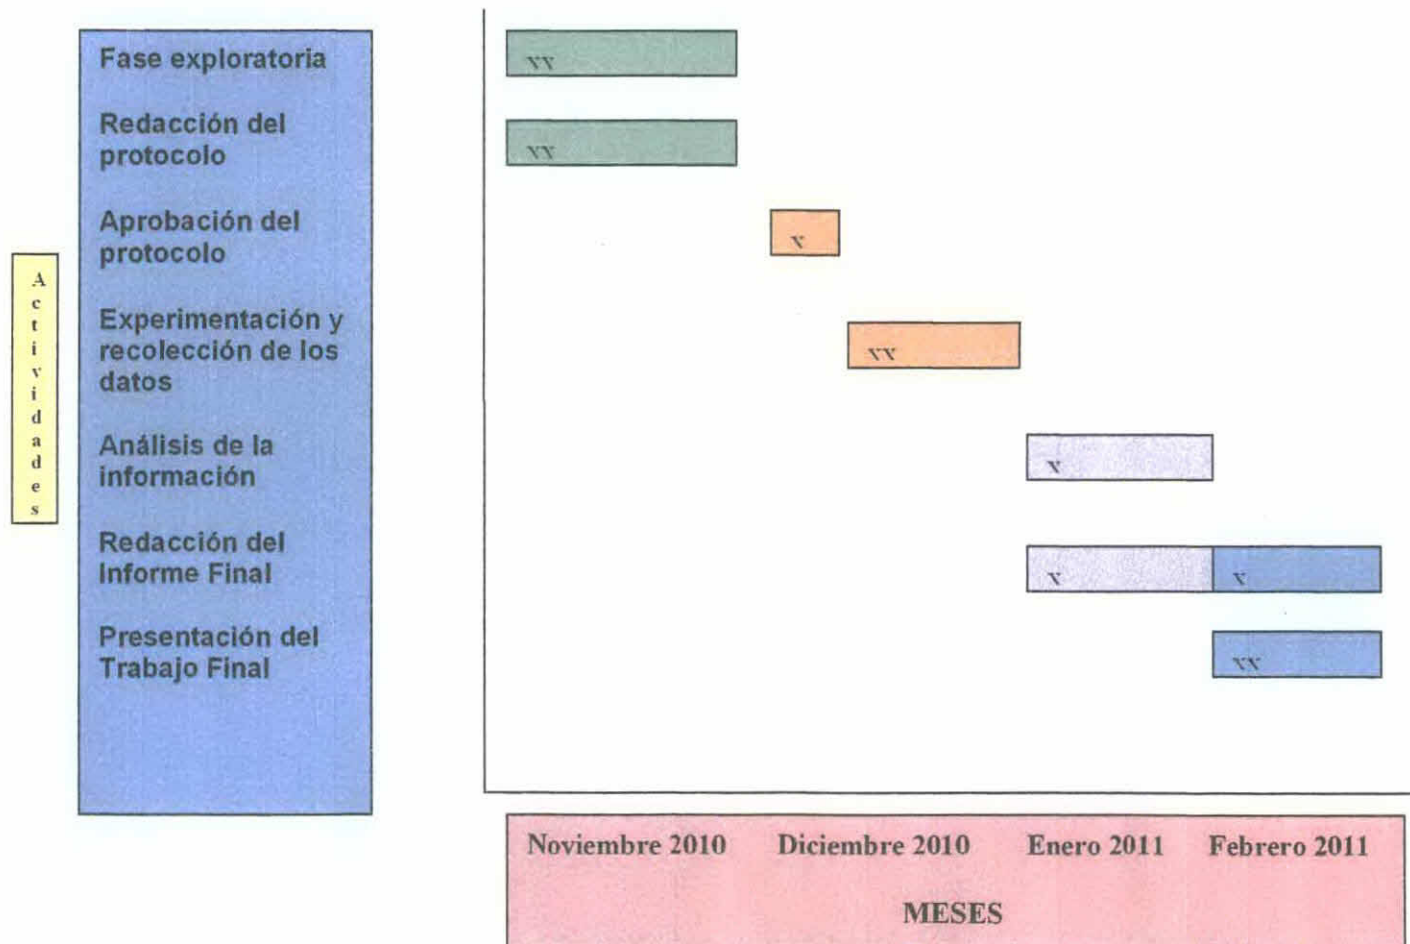 Fase exploratoria
xx
Redacción del
protocolo
xx
Aprobación del
protocolo
x
Actividades
Experimentación y
recolección de los
datos
xx
Análisis de la
información
x
Redacción del
Informe Final
x
x
Presentación del
Trabajo Final
xx
Noviembre 2010 Diciembre 2010 Enero 2011 Febrero 2011
MESES